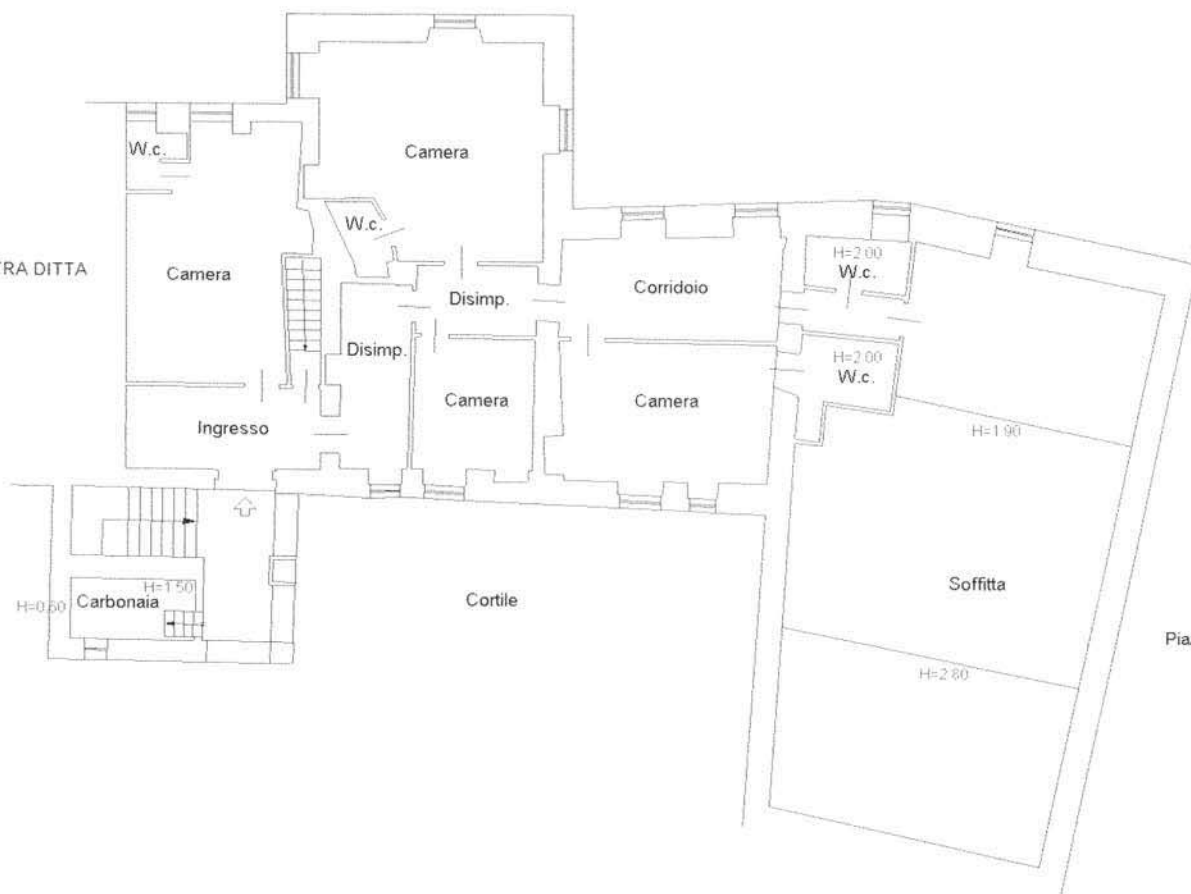 W.c.
Camera
W.c.
TRA DITTA
Camera
H=2.00
W.c.
Disimp.
Corridoio
Disimp.
H=2.00
W.c.
Camera
Camera
Ingresso
H=1.90
H=1.50
H=0.60
Carbonaia
Cortile
Soffitta
Pia
H=2.80